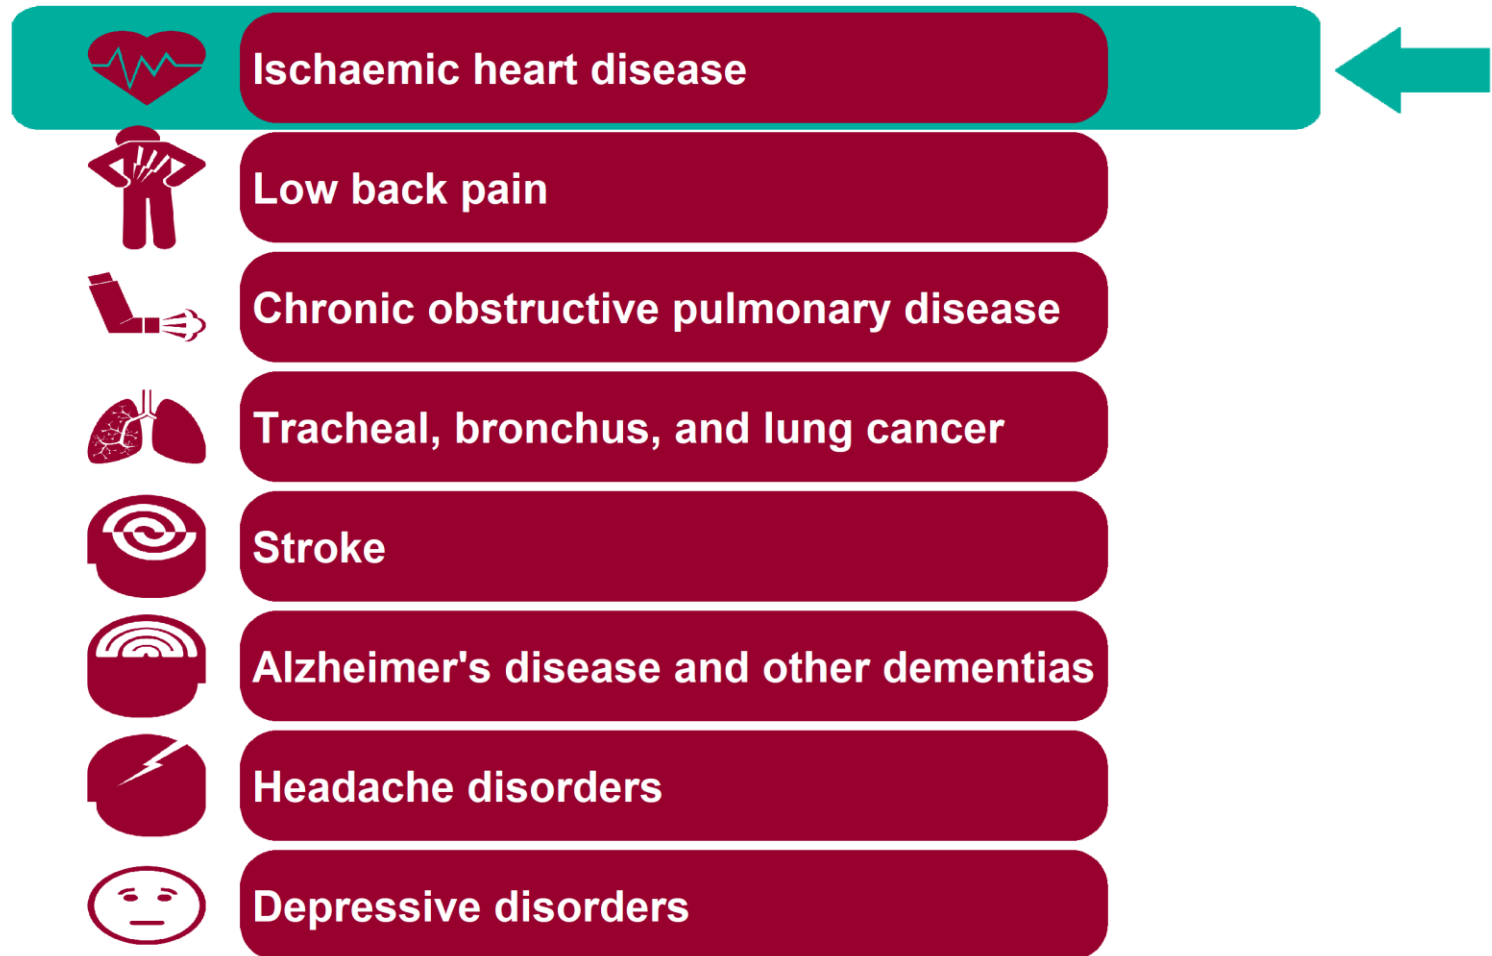 Ischaemic heart disease
Low back pain
Chronic obstructive pulmonary disease
Tracheal, bronchus, and lung cancer
Stroke
Alzheimer's disease and other dementias
Headache disorders
Depressive disorders